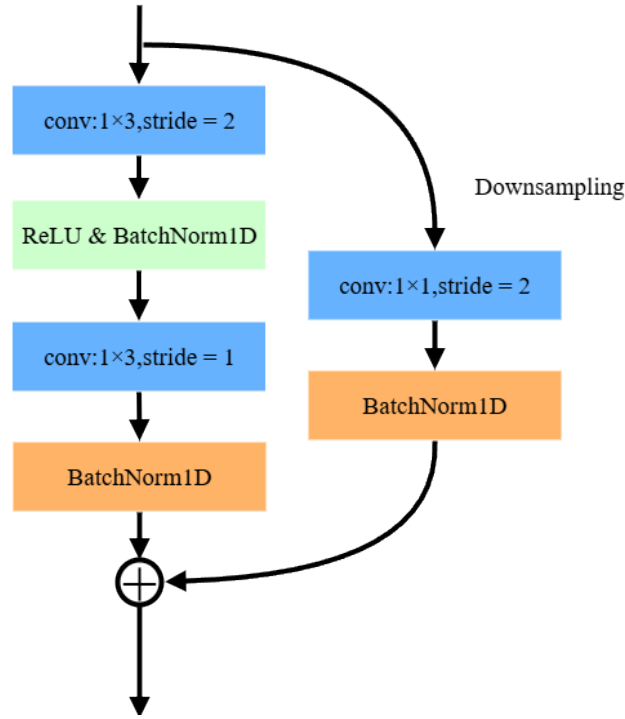 conv:1×3,stride = 2
ReLU & BatchNorm1D
conv:1×3,stride = 1
BatchNorm1D
Downsampling
conv:1×1,stride = 2
BatchNorm1D